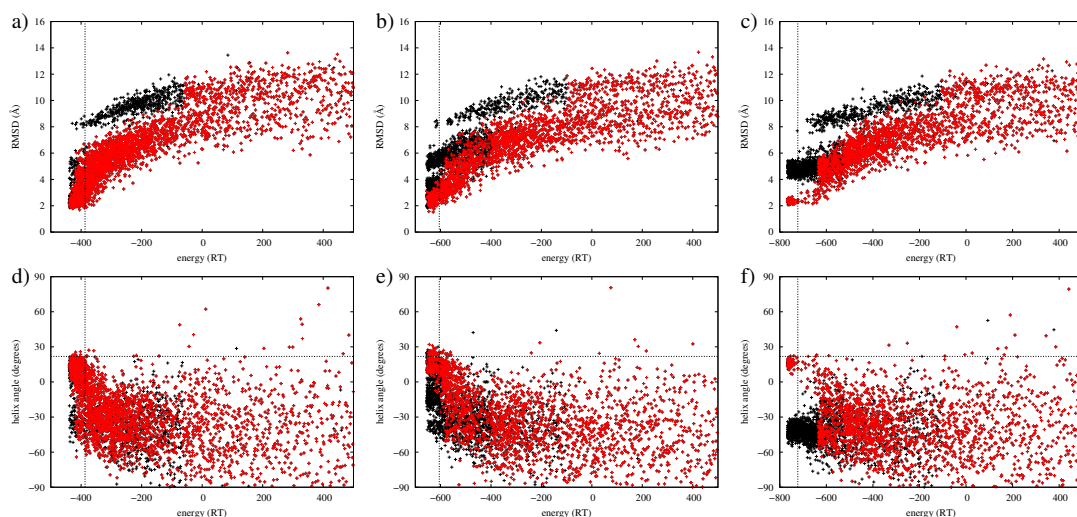 a)
16
14
12
10
8
6
4
2
0
RMSD (Å)
−400 −200 0 200 400
energy (RT)
b)
16
14
12
10
8
6
4
2
0
RMSD (Å)
−600 −400 −200 0 200 400
energy (RT)
c)
16
14
12
10
8
6
4
2
0
RMSD (Å)
−800 −600 −400 −200 0 200 400
energy (RT)
d)
90
60
30
0
−30
−60
−90
helix angle (degrees)
−400 −200 0 200 400
energy (RT)
e)
90
60
30
0
−30
−60
−90
helix angle (degrees)
−600 −400 −200 0 200 400
energy (RT)
f)
90
60
30
0
−30
−60
−90
helix angle (degrees)
−800 −600 −400 −200 0 200 400
energy (RT)